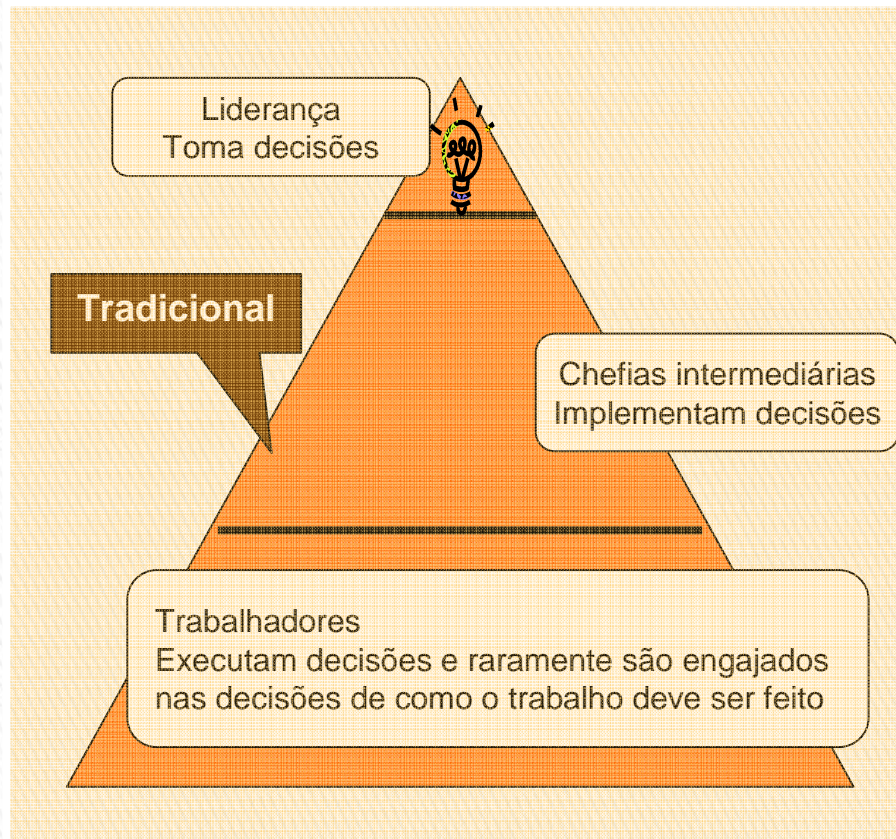 Liderança
Toma decisões
Tradicional
Chefias intermediárias
Implementam decisões
Trabalhadores
Executam decisões e raramente são engajados
nas decisões de como o trabalho deve ser feito